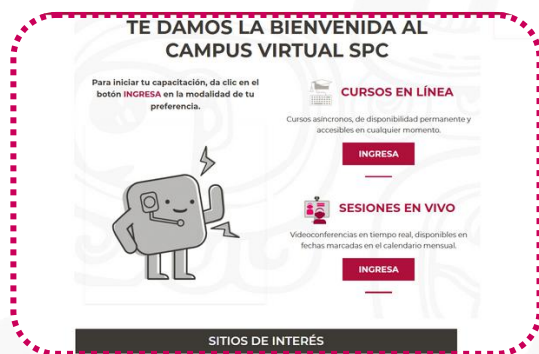 TE DAMOS LA BIENVENIDA AL
CAMPUS VIRTUAL SPC
Para iniciar tu capacitación, da clic en el
botón INGRESA en la modalidad de tu
preferencia.
CURSOS EN LÍNEA
Cursos asíncronos, de disponibilidad permanente y
accesibles en cualquier momento.
INGRESA
SESIONES EN VIVO
Videoconferencias en tiempo real, disponibles en
fechas marcadas en el calendario mensual.
INGRESA
SITIOS DE INTERÉS